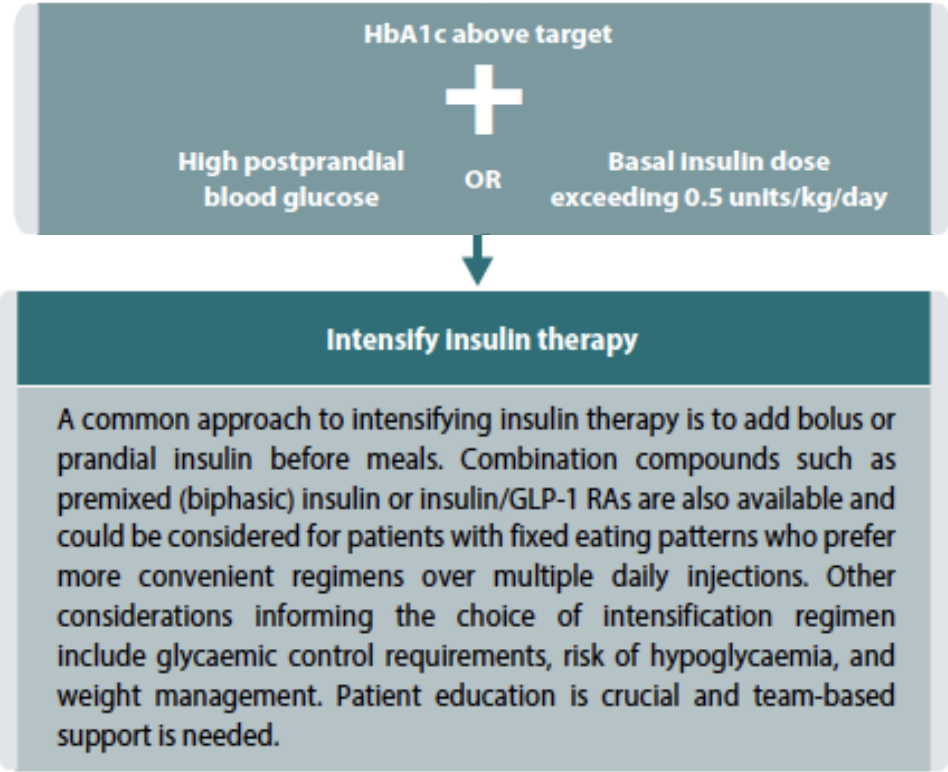 HbA1c above target
+
High postprandial
blood glucose
OR
Basal insulin dose
exceeding 0.5 units/kg/day
Intensify insulin therapy
A common approach to intensifying insulin therapy is to add bolus or
prandial insulin before meals. Combination compounds such as
premixed (biphasic) insulin or insulin/GLP-1 RAs are also available and
could be considered for patients with fixed eating patterns who prefer
more convenient regimens over multiple daily injections. Other
considerations informing the choice of intensification regimen
include glycaemic control requirements, risk of hypoglycaemia, and
weight management. Patient education is crucial and team-based
support is needed.